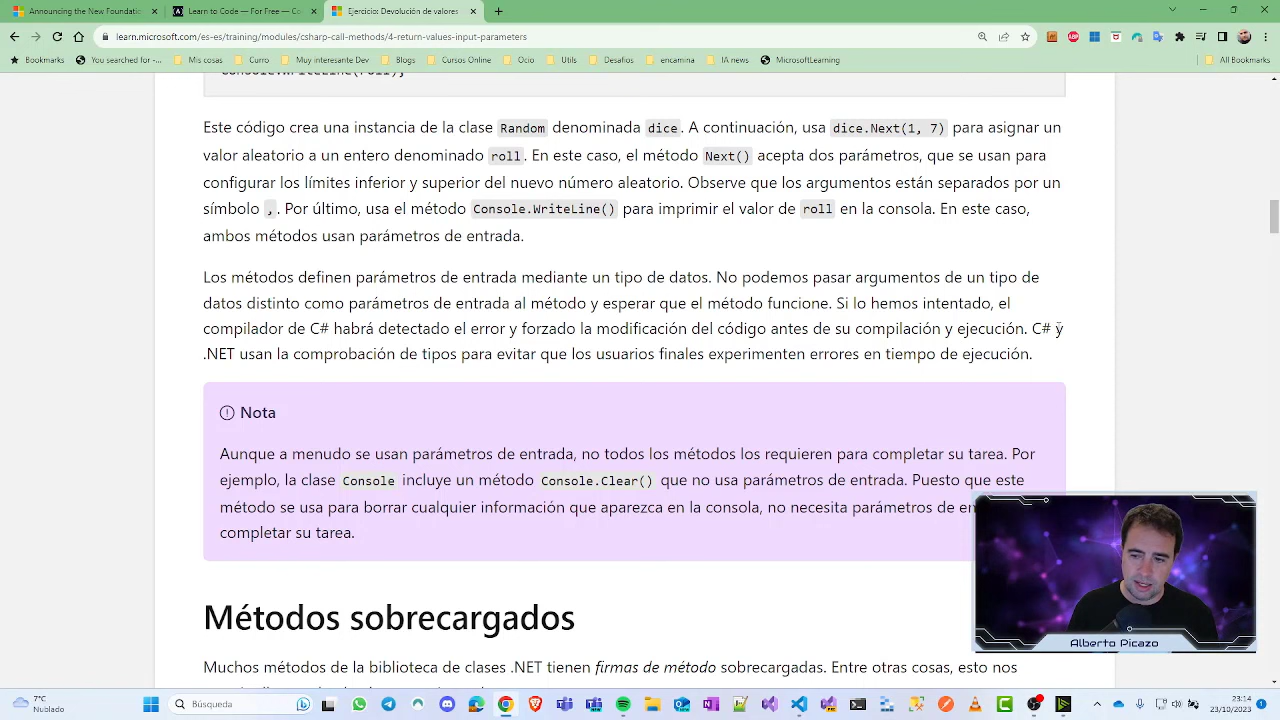 Announcing the New Foundatic
Learn to Code — For Free — Co
Ejercicio: Devolución de valores
learn.microsoft.com/es-es/training/modules/csharp-call-methods/4-return-values-input-parameters
Bookmarks
You searched for -...
Mis cosas
Curro
Muy interesante Dev
Blogs
Cursos Online
Ocio
Utils
Desafios
encamina
IA news
MicrosoftLearning
All Bookmarks
Console.WriteLine(roll);
Este código crea una instancia de la clase Random denominada dice. A continuación, usa dice.Next(1, 7) para asignar un
valor aleatorio a un entero denominado roll. En este caso, el método Next() acepta dos parámetros, que se usan para
configurar los límites inferior y superior del nuevo número aleatorio. Observe que los argumentos están separados por un
símbolo ,. Por último, usa el método Console.WriteLine() para imprimir el valor de roll en la consola. En este caso,
ambos métodos usan parámetros de entrada.
Los métodos definen parámetros de entrada mediante un tipo de datos. No podemos pasar argumentos de un tipo de
datos distinto como parámetros de entrada al método y esperar que el método funcione. Si lo hemos intentado, el
compilador de C# habrá detectado el error y forzado la modificación del código antes de su compilación y ejecución. C# y
.NET usan la comprobación de tipos para evitar que los usuarios finales experimenten errores en tiempo de ejecución.
Nota
Aunque a menudo se usan parámetros de entrada, no todos los métodos los requieren para completar su tarea. Por
ejemplo, la clase Console incluye un método Console.Clear() que no usa parámetros de entrada. Puesto que este
método se usa para borrar cualquier información que aparezca en la consola, no necesita parámetros de en
completar su tarea.
Alberto Picazo
Métodos sobrecargados
Muchos métodos de la biblioteca de clases .NET tienen firmas de método sobrecargadas. Entre otras cosas, esto nos
7°C
Nublado
Búsqueda
23:14
23/10/2023